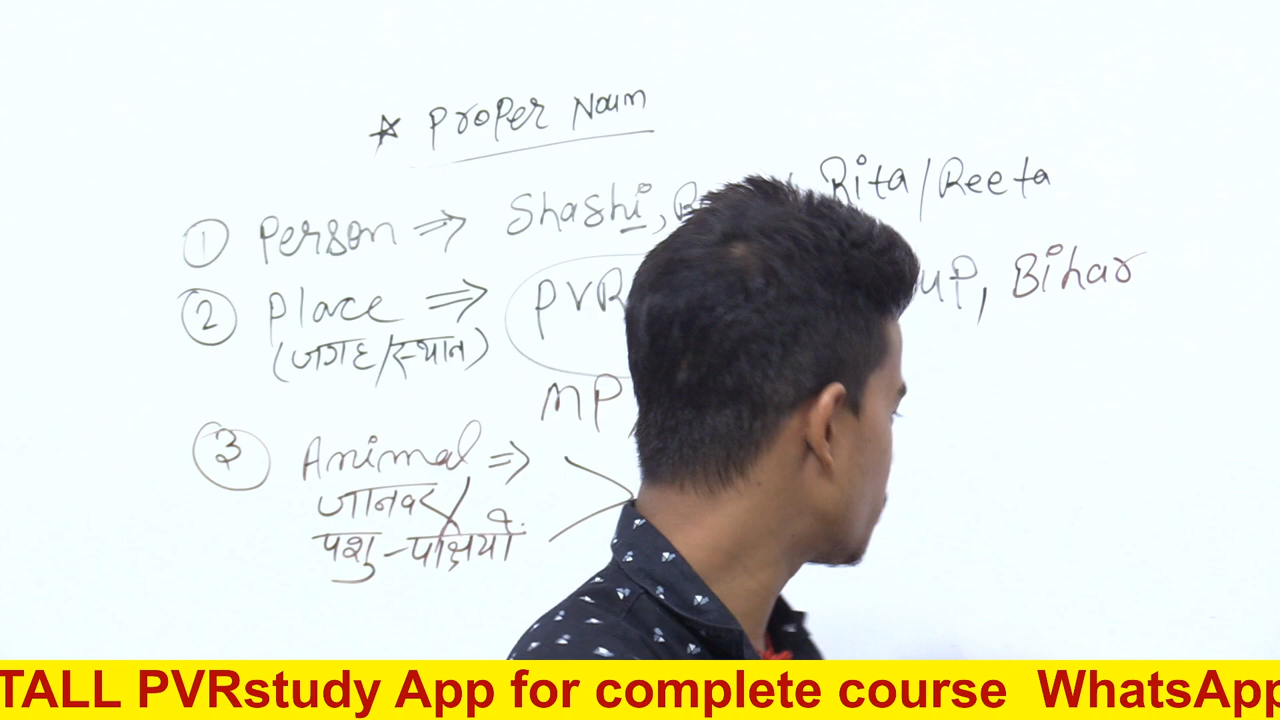 ★ Proper Noun
① Person ⇒ Shashi, Rita/Reeta
② Place ⇒ PVR UP, Bihar
(जगह/स्थान)
MP,
③ Animal ⇒
जानवर/
पशु-पक्षियों
TALL PVRstudy App for complete course WhatsApp